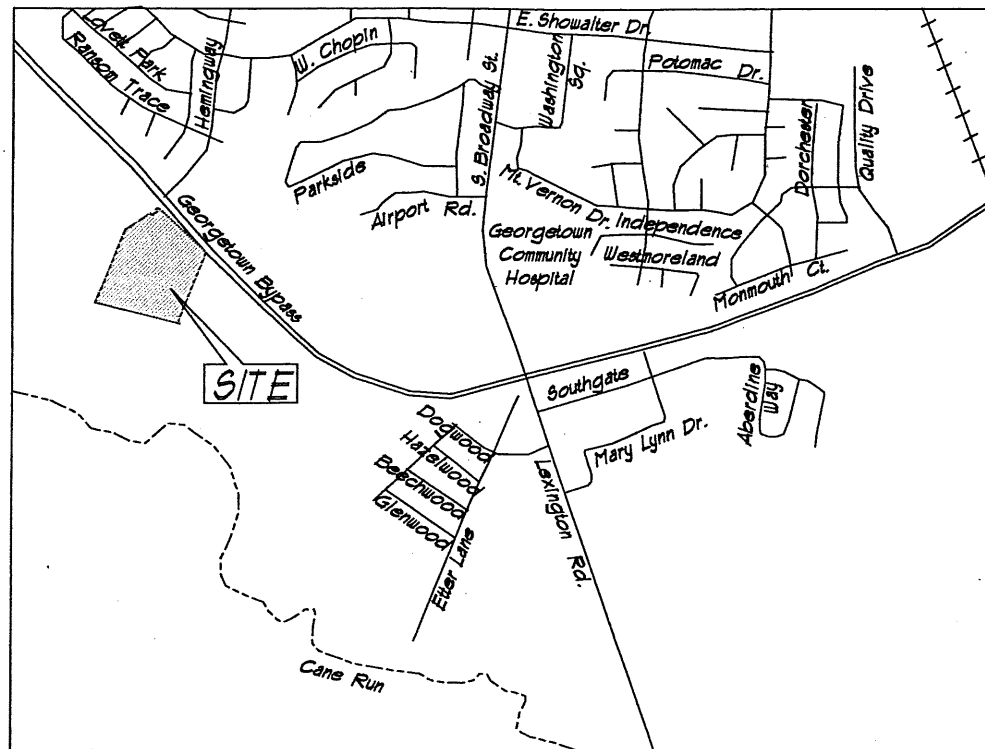 E. Showalter Dr.
Lovett Park
Ransom Trace
Hemingway
W. Chopin
S. Broadway St.
Washington
Sq.
Potomac Dr.
Dorchester
Quality Drive
Parkside
Airport Rd.
Mt. Vernon Dr.
Independence
Georgetown
Community
Hospital
Westmoreland
Monmouth Ct.
Georgetown Bypass
SITE
Southgate
Aberdine
Way
Mary Lynn Dr.
Dogwood
Hazelwood
Beechwood
Glenwood
Etter Lane
Lexington Rd.
Cane Run